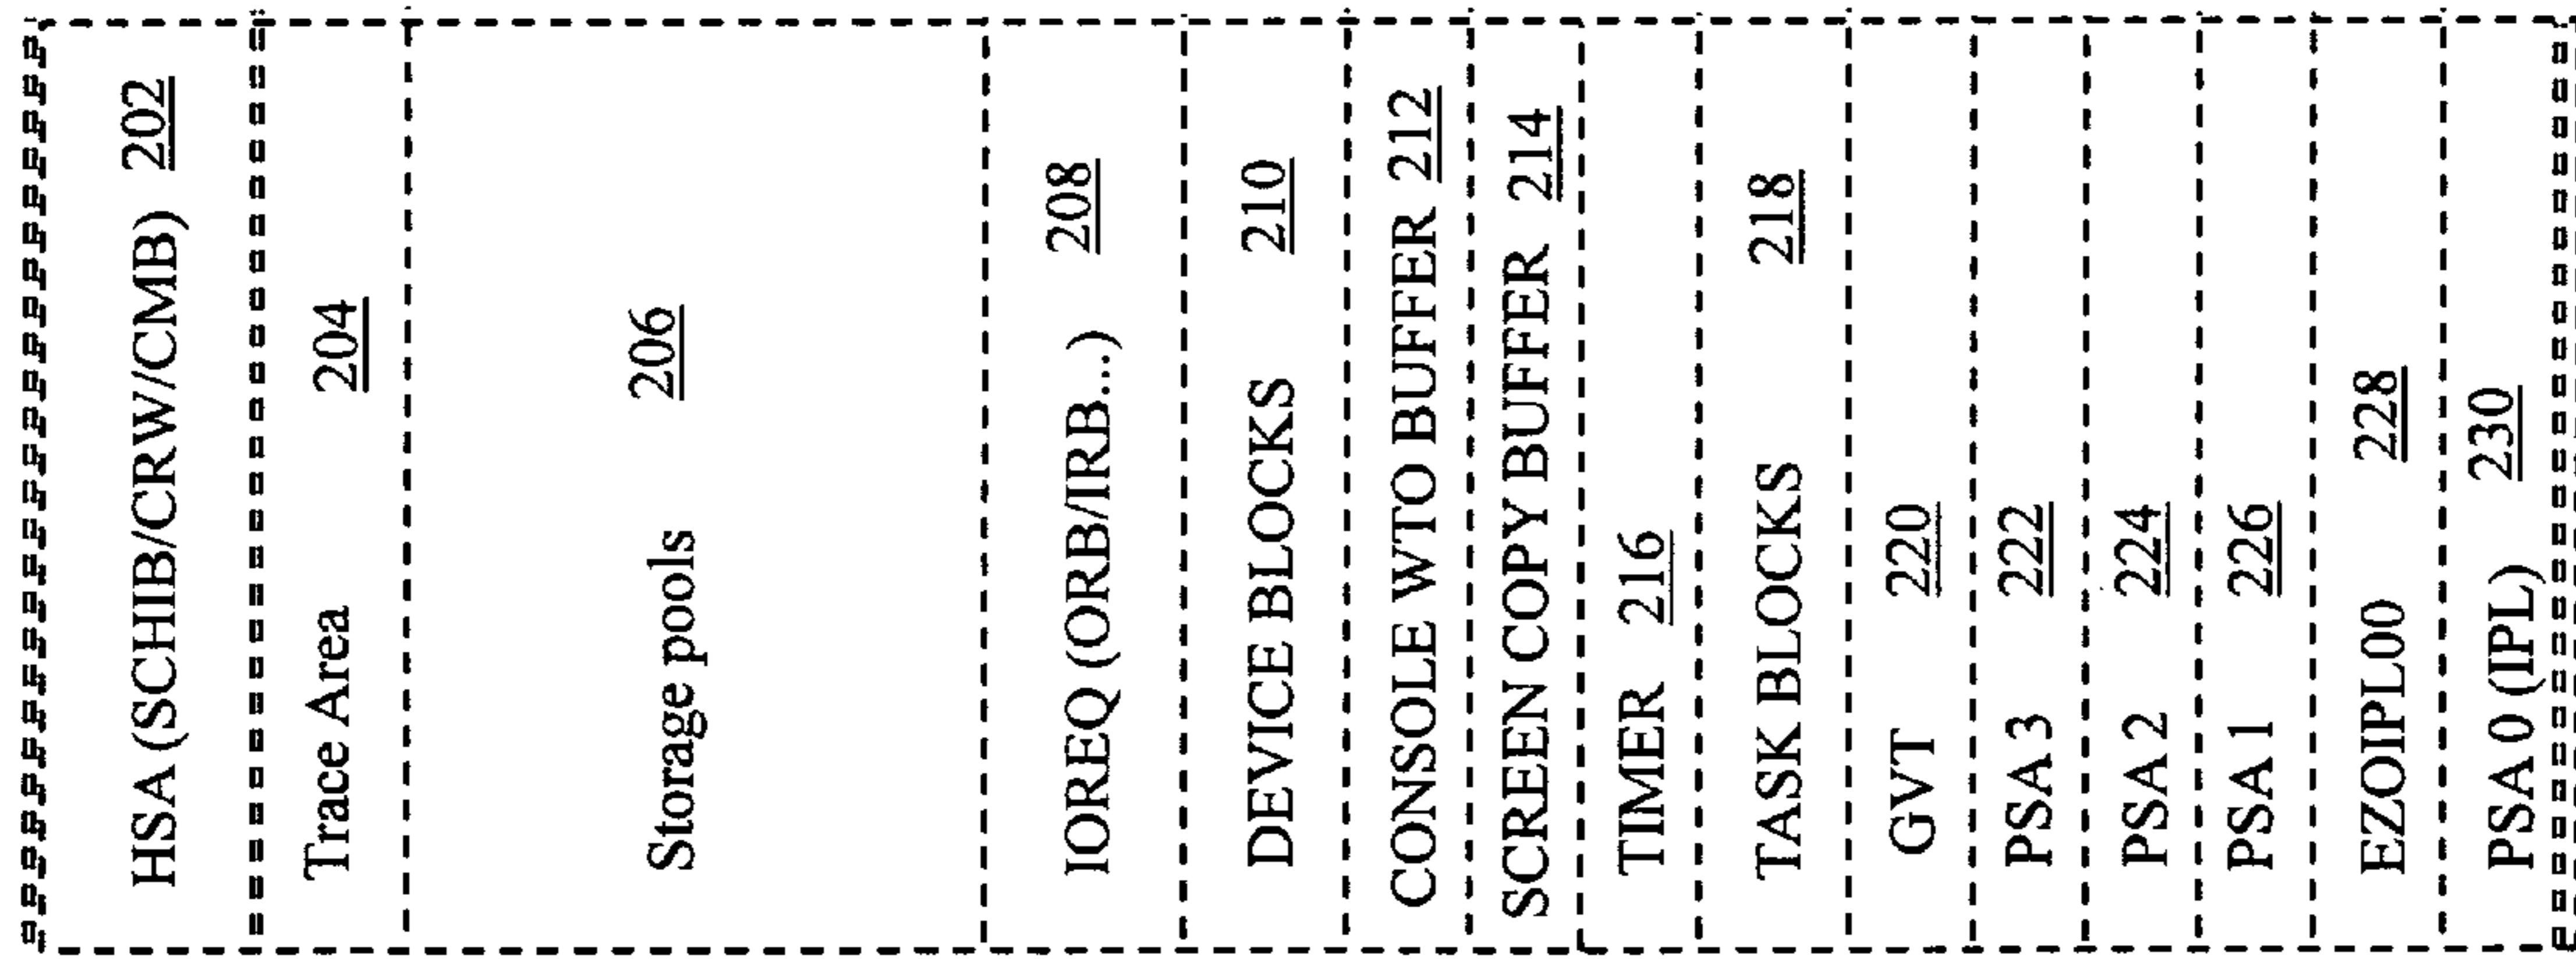 HSA (SCHIB/CRW/CMB) 202
Trace Area 204
Storage pools 206
IOREQ (ORB/IRB...) 208
DEVICE BLOCKS 210
CONSOLE WTO BUFFER 212
SCREEN COPY BUFFER 214
TIMER 216
TASK BLOCKS 218
GVT 220
PSA 3 222
PSA 2 224
PSA 1 226
EZOIPL00 228
PSA 0 (IPL) 230